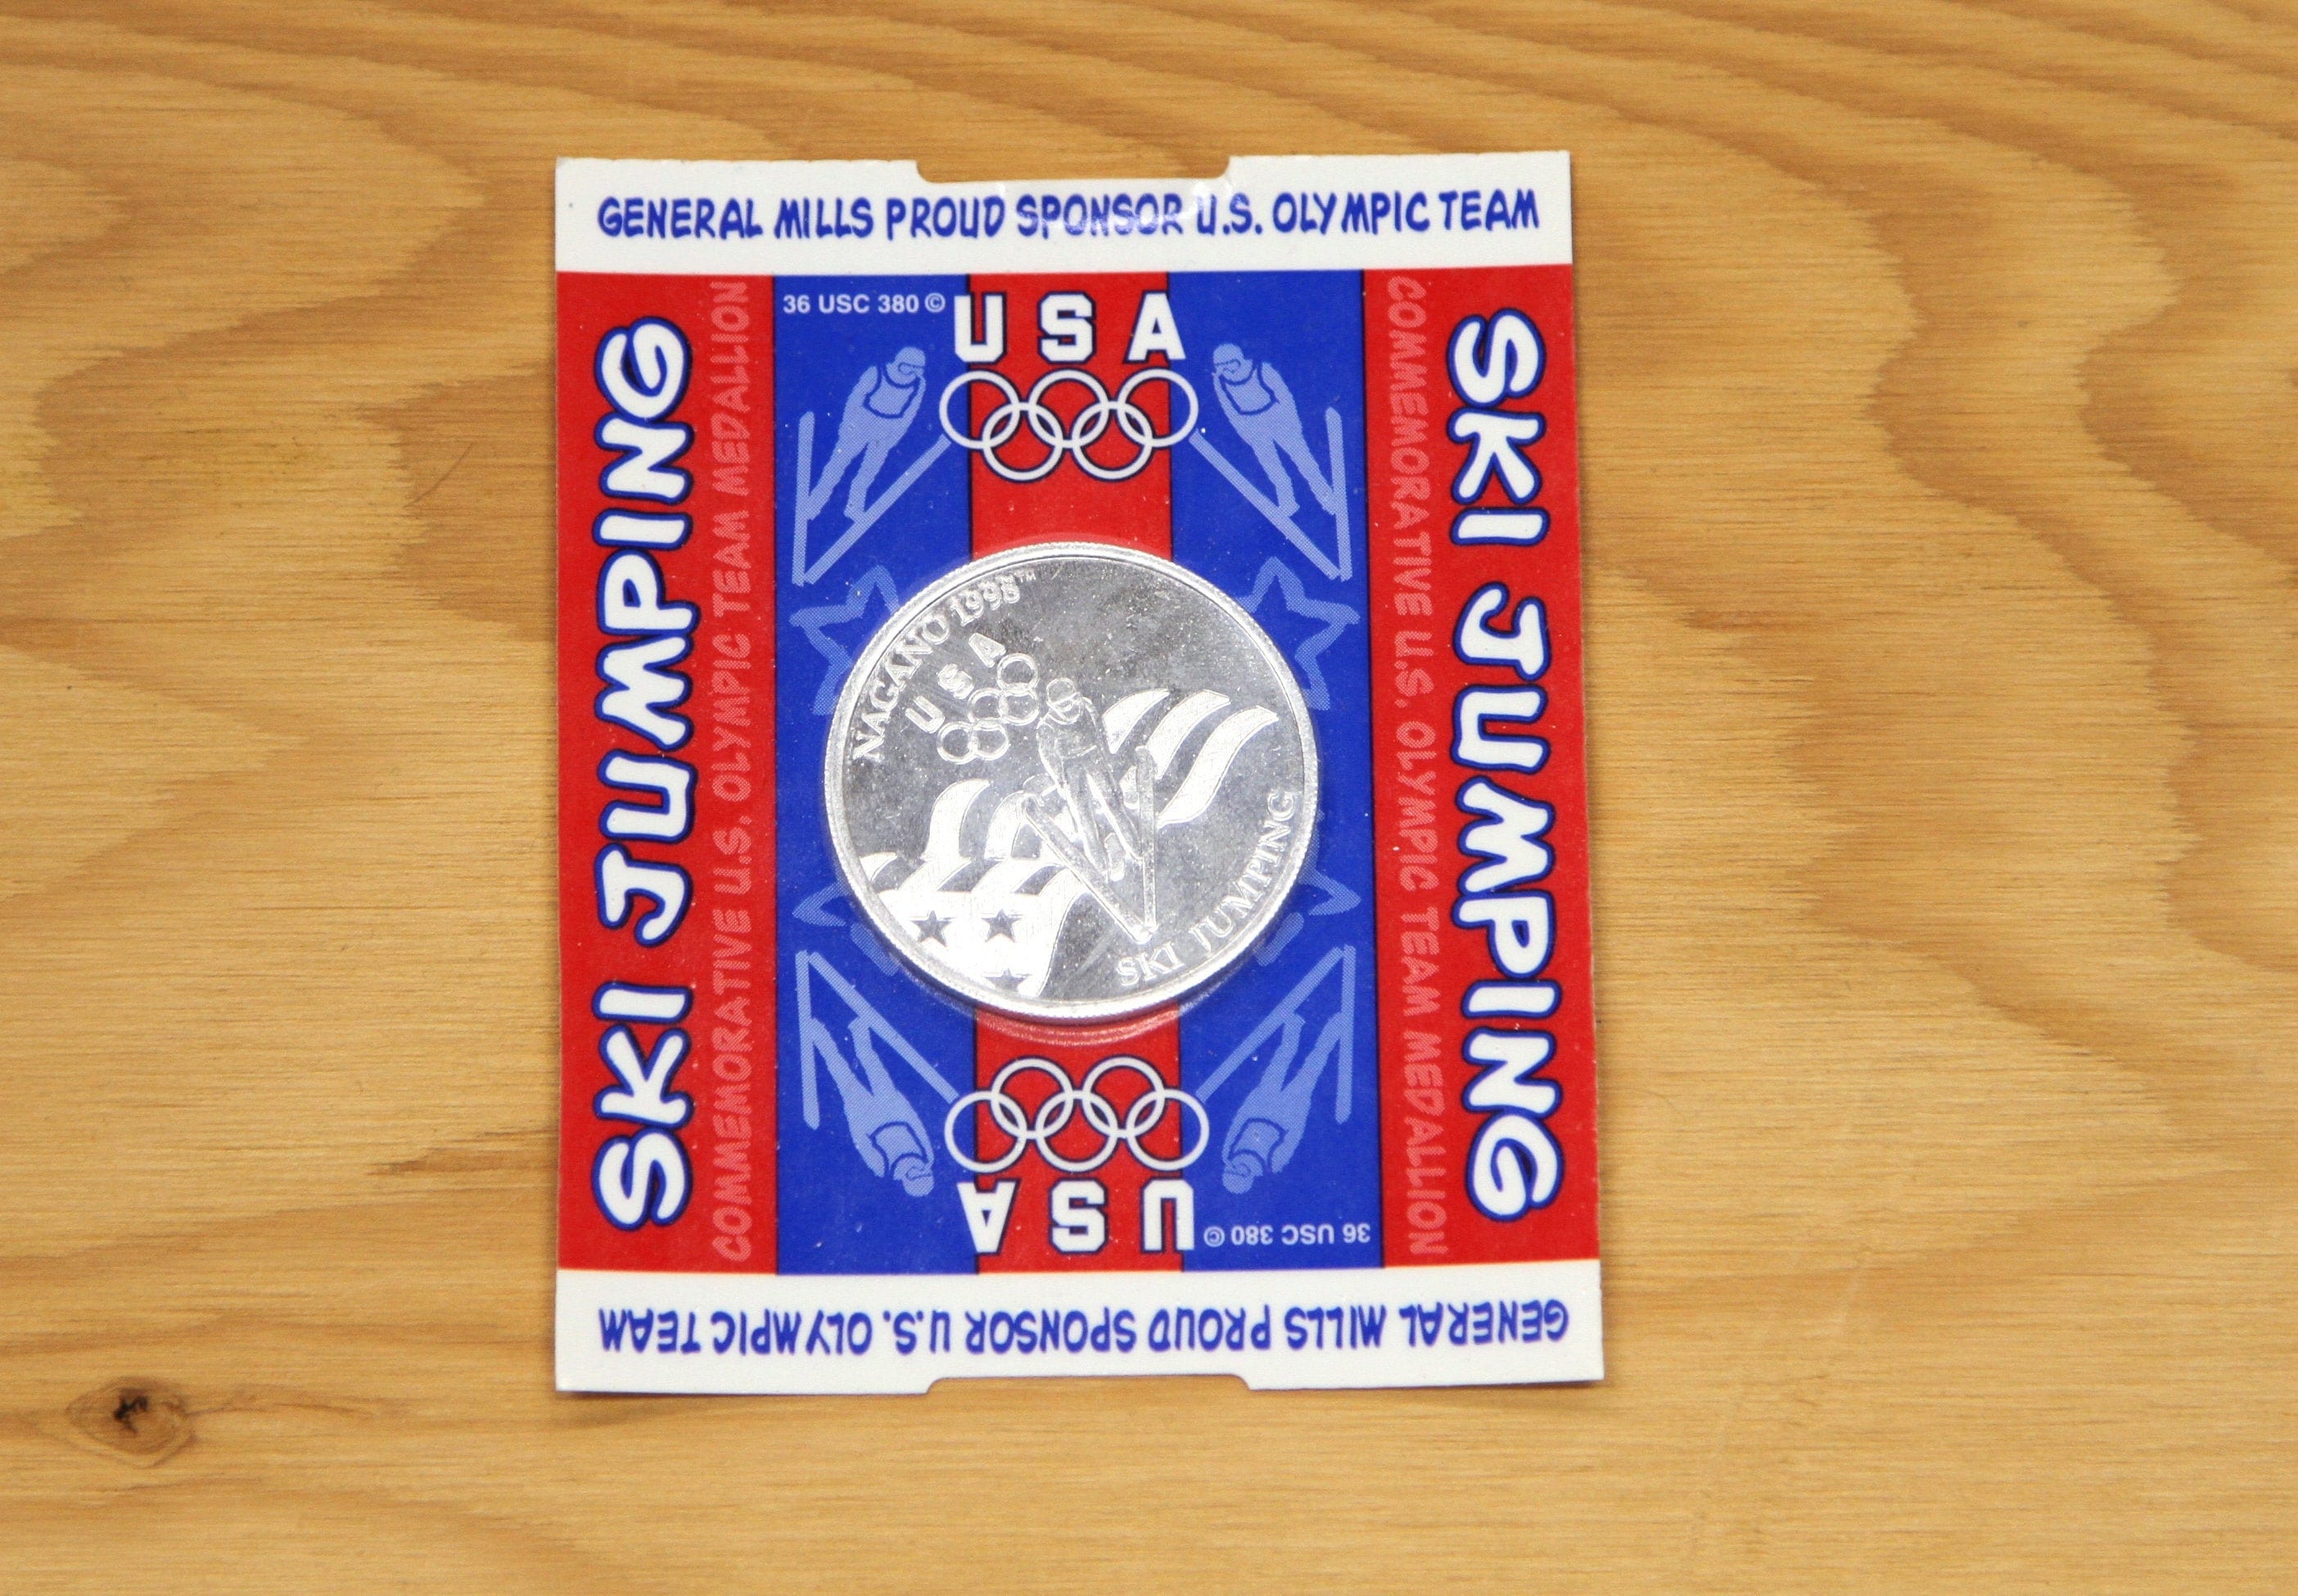 GENERAL MILLS PROUD SPONSOR U.S. OLYMPIC TEAM
36 USC 380 ©
USA
SKI JUMPING
COMMEMORATIVE U.S. OLYMPIC TEAM MEDALLION
COMMEMORATIVE U.S. OLYMPIC TEAM MEDALLION
SKI JUMPING
NAGANO 1998™
USA
SKI JUMPING
USA
36 USC 380 ©
GENERAL MILLS PROUD SPONSOR U.S. OLYMPIC TEAM